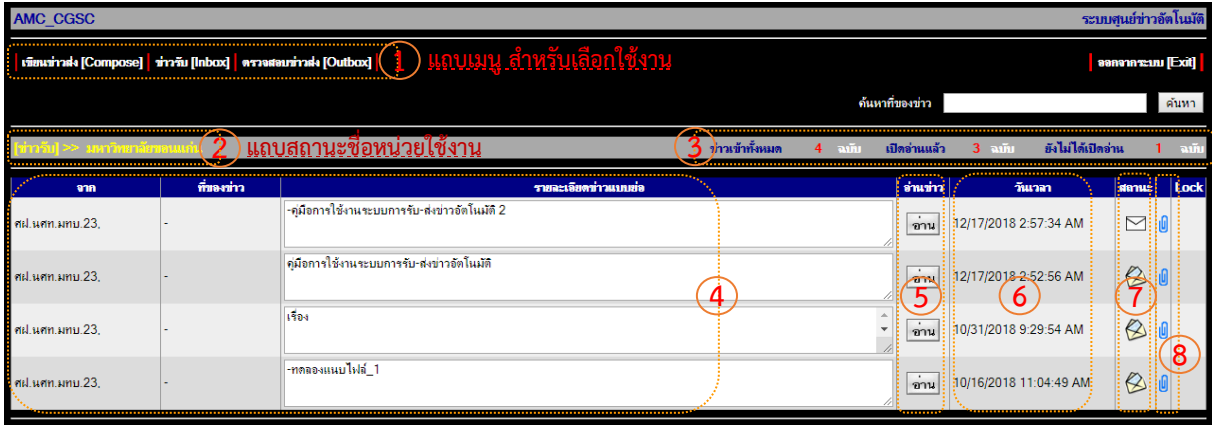 AMC_CGSC ระบบศูนย์ข่าวอัตโนมัติ
เขียนข่าวส่ง [Compose] ข่าวรับ [Inbox] ตรวจสอบข่าวส่ง [Outbox] 1 แถบเมนู สำหรับเลือกใช้งาน ออกจากระบบ [Exit]
ค้นหาที่ของข่าว ค้นหา
[ข่าวรับ] >> มหาวิทยาลัยขอนแก่น 2 แถบสถานะชื่อหน่วยใช้งาน 3 ข่าวเข้าทั้งหมด 4 ฉบับ เปิดอ่านแล้ว 3 ฉบับ ยังไม่ได้เปิดอ่าน 1 ฉบับ
จาก ที่ของข่าว รายละเอียดข่าวแบบย่อ อ่านข่าว วันเวลา สถานะ Lock
ศฝ.นศท.มทบ.23, - -คู่มือการใช้งานระบบการรับ-ส่งข่าวอัตโนมัติ 2 อ่าน 12/17/2018 2:57:34 AM
ศฝ.นศท.มทบ.23, - คู่มือการใช้งานระบบการรับ-ส่งข่าวอัตโนมัติ อ่าน 12/17/2018 2:52:56 AM
4 5 6 7
ศฝ.นศท.มทบ.23, - เรื่อง อ่าน 10/31/2018 9:29:54 AM
8
ศฝ.นศท.มทบ.23, - -ทดลองแนบไฟล์_1 อ่าน 10/16/2018 11:04:49 AM